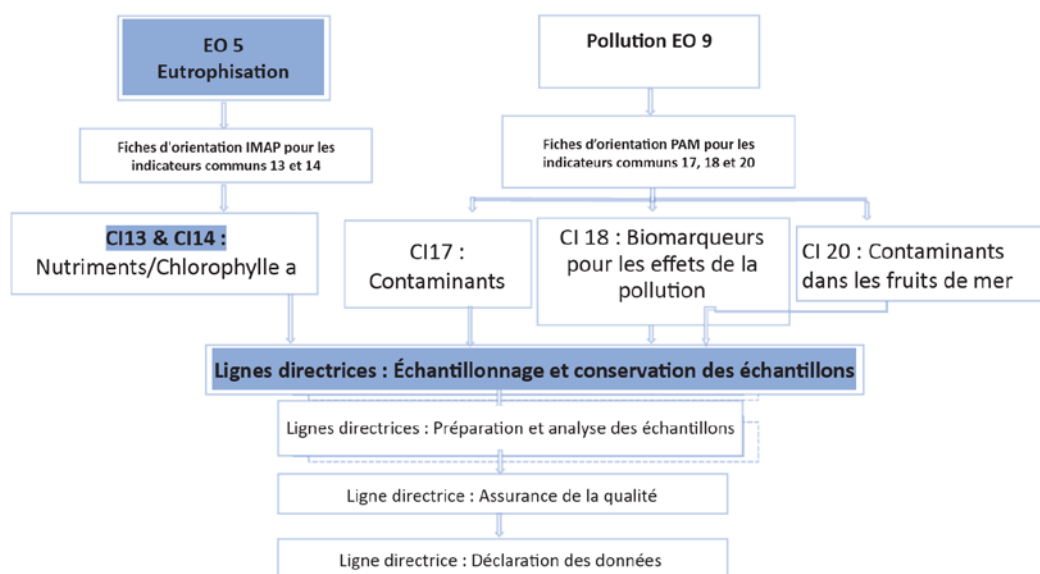 EO 5
Eutrophisation
Pollution EO 9
Fiches d'orientation IMAP pour les
indicateurs communs 13 et 14
Fiches d'orientation PAM pour les
indicateurs communs 17, 18 et 20
CI13 & CI14 :
Nutriments/Chlorophylle a
CI17 :
Contaminants
CI 18 : Biomarqueurs
pour les effets de la
pollution
CI 20 : Contaminants
dans les fruits de mer
Lignes directrices : Échantillonnage et conservation des échantillons
Lignes directrices : Préparation et analyse des échantillons
Ligne directrice : Assurance de la qualité
Ligne directrice : Déclaration des données